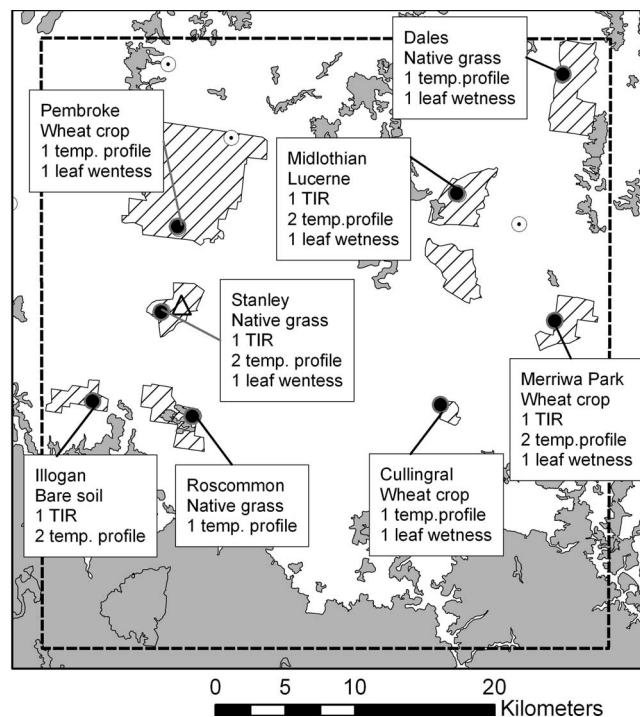 Dales
Native grass
1 temp.profile
1 leaf wetness
Pembroke
Wheat crop
1 temp. profile
1 leaf wentess
Midlothian
Lucerne
1 TIR
2 temp.profile
1 leaf wetness
Stanley
Native grass
1 TIR
2 temp. profile
1 leaf wentess
Merriwa Park
Wheat crop
1 TIR
2 temp.profile
1 leaf wetness
Illogan
Bare soil
1 TIR
2 temp. profile
Roscommon
Native grass
1 temp. profile
Cullingral
Wheat crop
1 temp.profile
1 leaf wetness
0 5 10 20
Kilometers